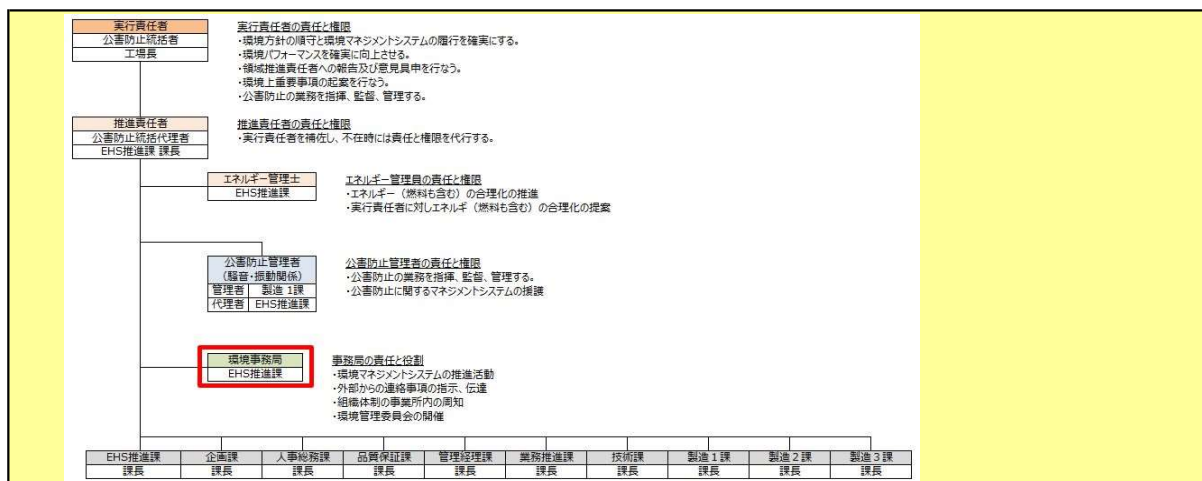 実行責任者
公害防止統括者
工場長
実行責任者の責任と権限
・環境方針の順守と環境マネジメントシステムの履行を確実にする。
・環境パフォーマンスを確実に向上させる。
・領域推進責任者への報告及び意見具申を行なう。
・環境上重要事項の起案を行なう。
・公害防止の業務を指揮、監督、管理する。
推進責任者
公害防止統括代理者
EHS推進課 課長
推進責任者の責任と権限
・実行責任者を補佐し、不在時には責任と権限を代行する。
エネルギー管理士
EHS推進課
エネルギー管理員の責任と権限
・エネルギー（燃料も含む）の合理化の推進
・実行責任者に対しエネルギ（燃料も含む）の合理化の提案
公害防止管理者
（騒音・振動関係）
管理者 製造1課
代理者 EHS推進課
公害防止管理者の責任と権限
・公害防止の業務を指揮、監督、管理する。
・公害防止に関するマネジメントシステムの援護
環境事務局
EHS推進課
事務局の責任と役割
・環境マネジメントシステムの推進活動
・外部からの連絡事項の指示、伝達
・組織体制の事業所内の周知
・環境管理委員会の開催
EHS推進課 企画課 人事総務課 品質保証課 管理経理課 業務推進課 技術課 製造1課 製造2課 製造3課
課長 課長 課長 課長 課長 課長 課長 課長 課長 課長